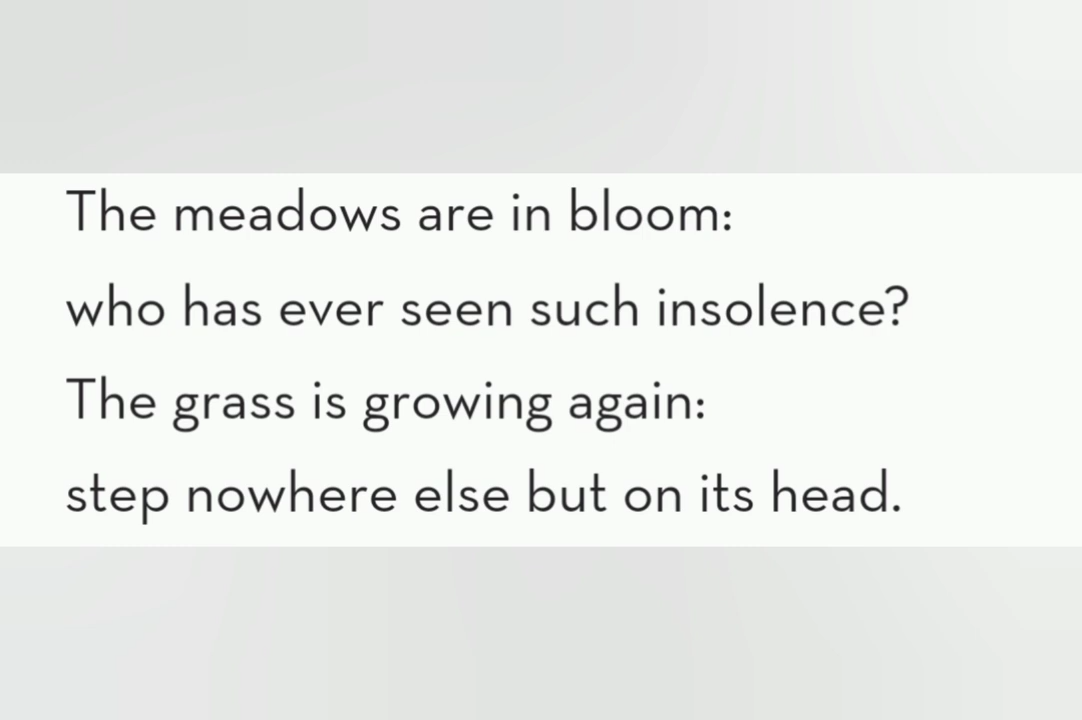 The meadows are in bloom:
who has ever seen such insolence?
The grass is growing again:
step nowhere else but on its head.